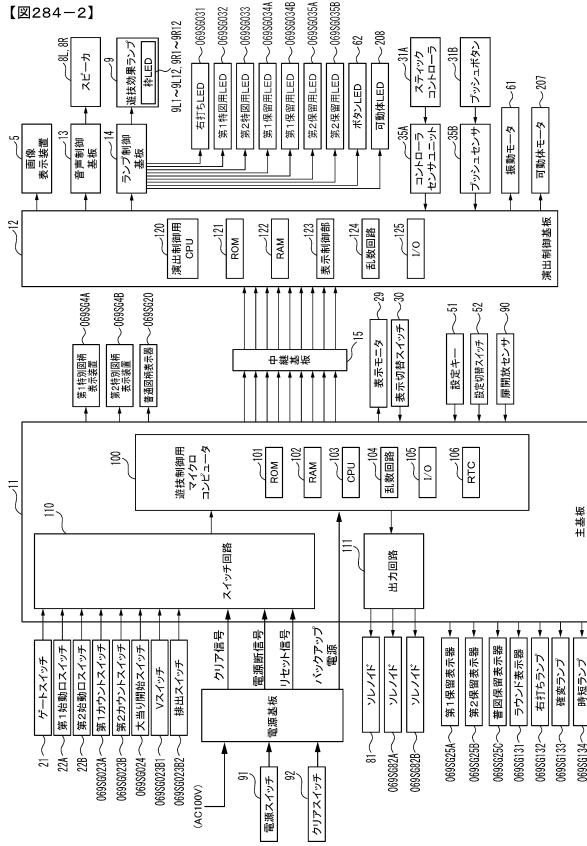 【図284-2】
8L, 8R
スピーカ
9
遊技効果ランプ
枠LED
9L1~9L12, 9R1~9R12
069SG031
右打ちLED
069SG032
第1特図用LED
069SG033
第2特図用LED
069SG034A
第1保留用LED
069SG034B
第1保留用LED
069SG035A
第2保留用LED
069SG035B
第2保留用LED
62
ボタンLED
208
可動体LED
31A
スティック
コントローラ
31B
プッシュボタン
5
画像
表示装置
13
音声制御
基板
14
ランプ制御
基板
35A
コントローラ
センサユニット
35B
プッシュセンサ
61
振動モータ
207
可動体モータ
12
120
演出制御用
CPU
121
ROM
122
RAM
123
表示制御部
124
乱数回路
125
I/O
演出制御基板
069SG4A
第1特別図柄
表示装置
069SG4B
第2特別図柄
表示装置
069SG20
普通図柄表示器
中継
基板
15
29
表示モニタ
30
表示切替スイッチ
51
設定キー
52
設定切替スイッチ
90
扉開放センサ
11
100
遊技制御用
マイクロ
コンピュータ
101
ROM
102
RAM
103
CPU
104
乱数回路
105
I/O
106
RTC
110
スイッチ回路
111
出力回路
主基板
21
ゲートスイッチ
22A
第1始動口スイッチ
22B
第2始動口スイッチ
069SG023A
第1カウントスイッチ
069SG023B
第2カウントスイッチ
069SG024
大当り開始スイッチ
069SG023B1
Vスイッチ
069SG023B2
排出スイッチ
クリア信号
電源断信号
リセット信号
バックアップ
電源
(AC100V)
電源基板
91
電源スイッチ
92
クリアスイッチ
81
ソレノイド
069SG82A
ソレノイド
069SG82B
ソレノイド
069SG25A
第1保留表示器
069SG25B
第2保留表示器
069SG25C
普図保留表示器
069SG131
ラウンド表示器
069SG132
右打ちランプ
069SG133
確変ランプ
069SG134
時短ランプ